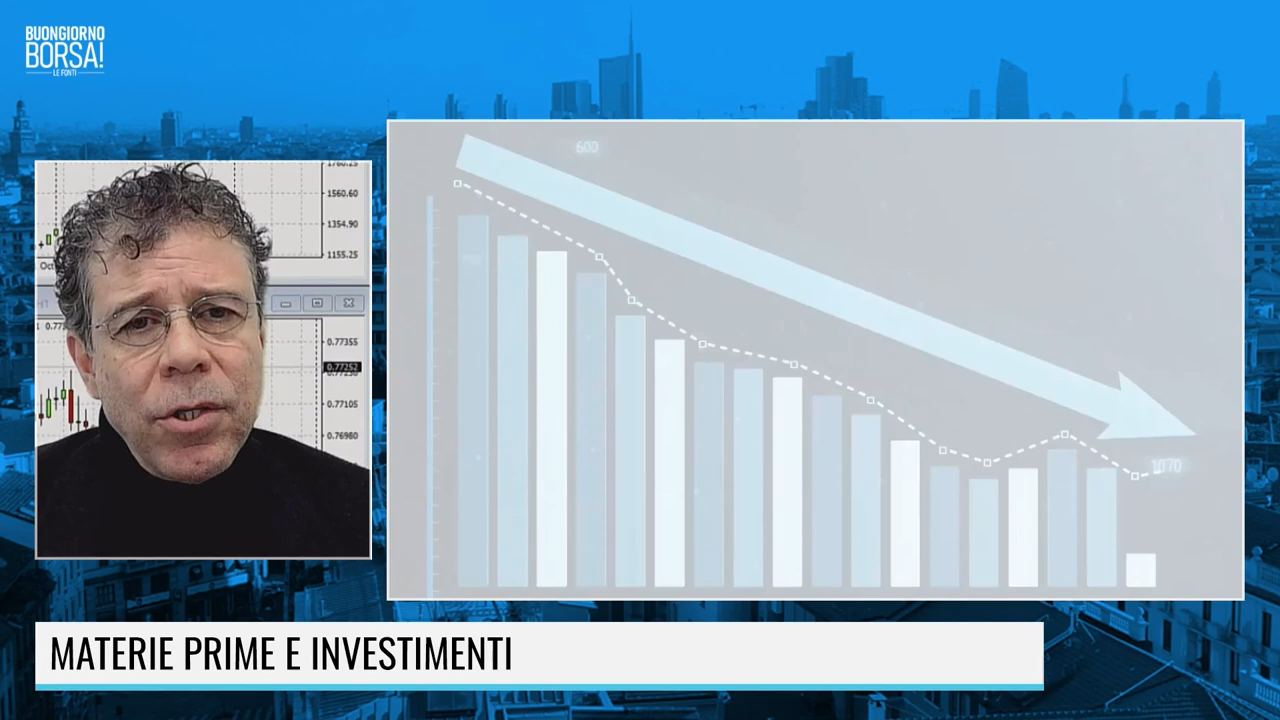 BUONGIORNO
BORSA!
LE FONTI
600
1560.60
1354.90
1155.25
Oct
0.77355
0.77252
0.77105
0.76980
1070
MATERIE PRIME E INVESTIMENTI